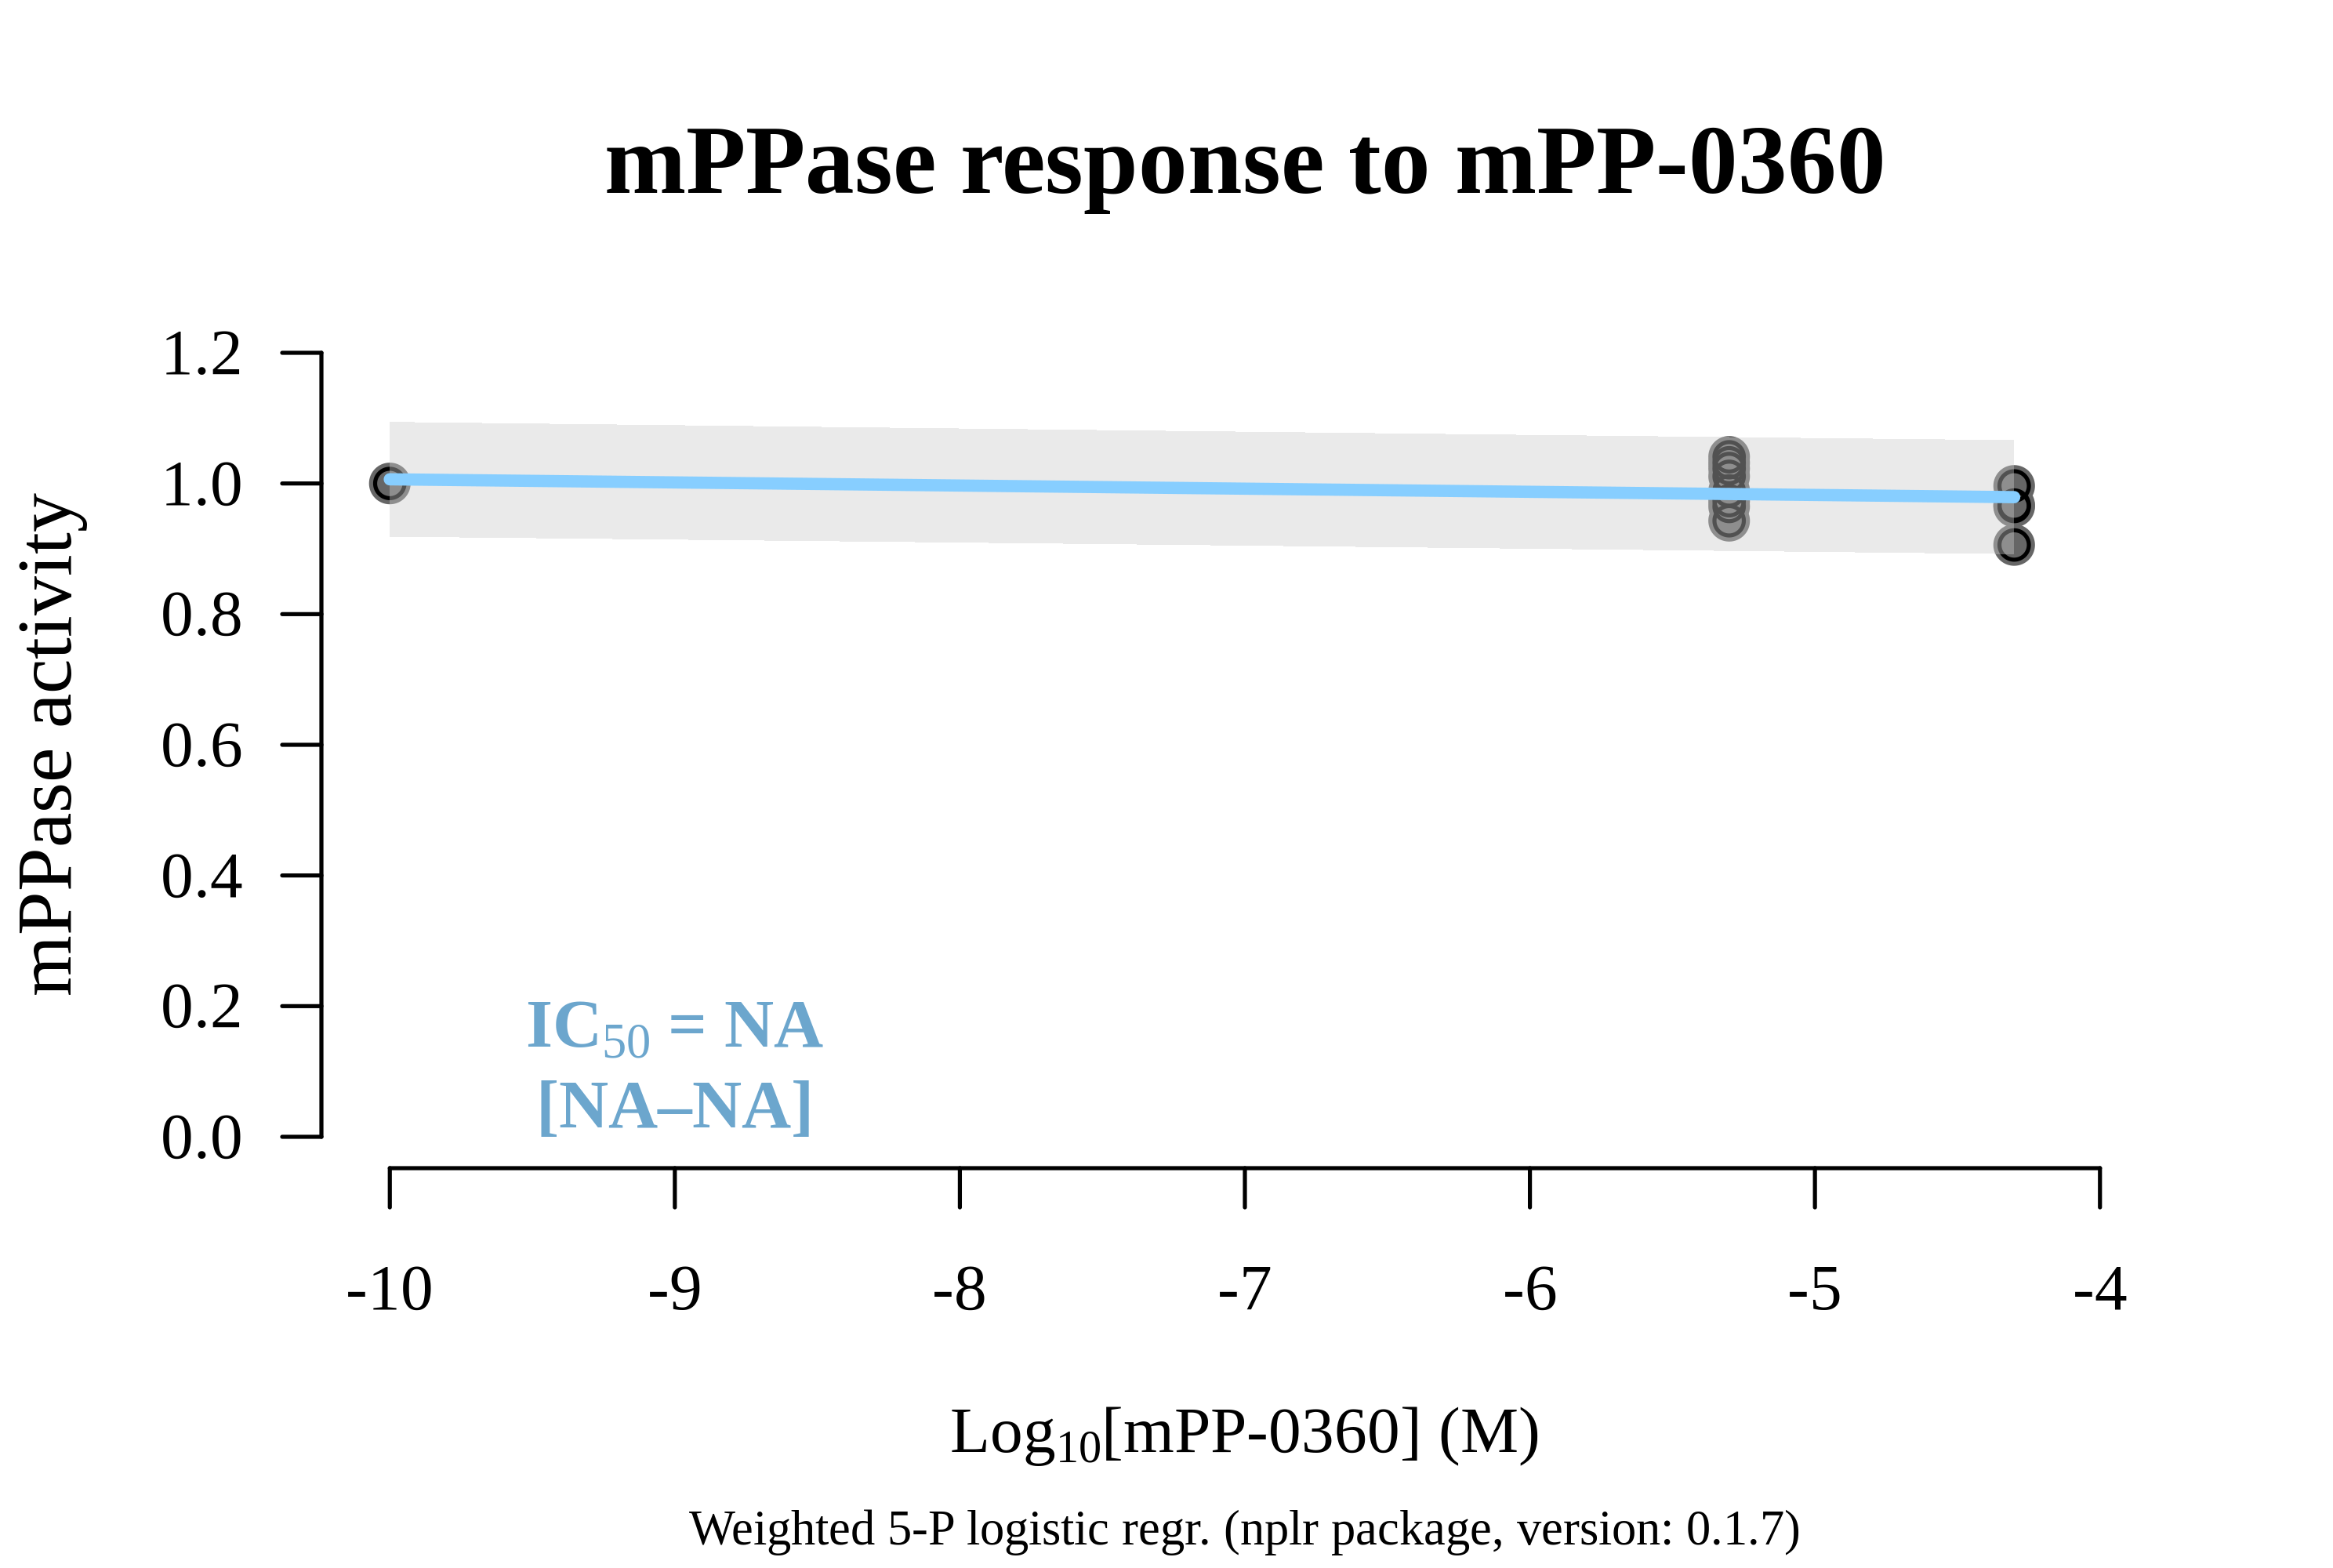 mPPase response to mPP-0360
mPPase activity
1.2
1.0
0.8
0.6
0.4
0.2
0.0
IC50 = NA
[NA–NA]
-10 -9 -8 -7 -6 -5 -4
Log10[mPP-0360] (M)
Weighted 5-P logistic regr. (nplr package, version: 0.1.7)